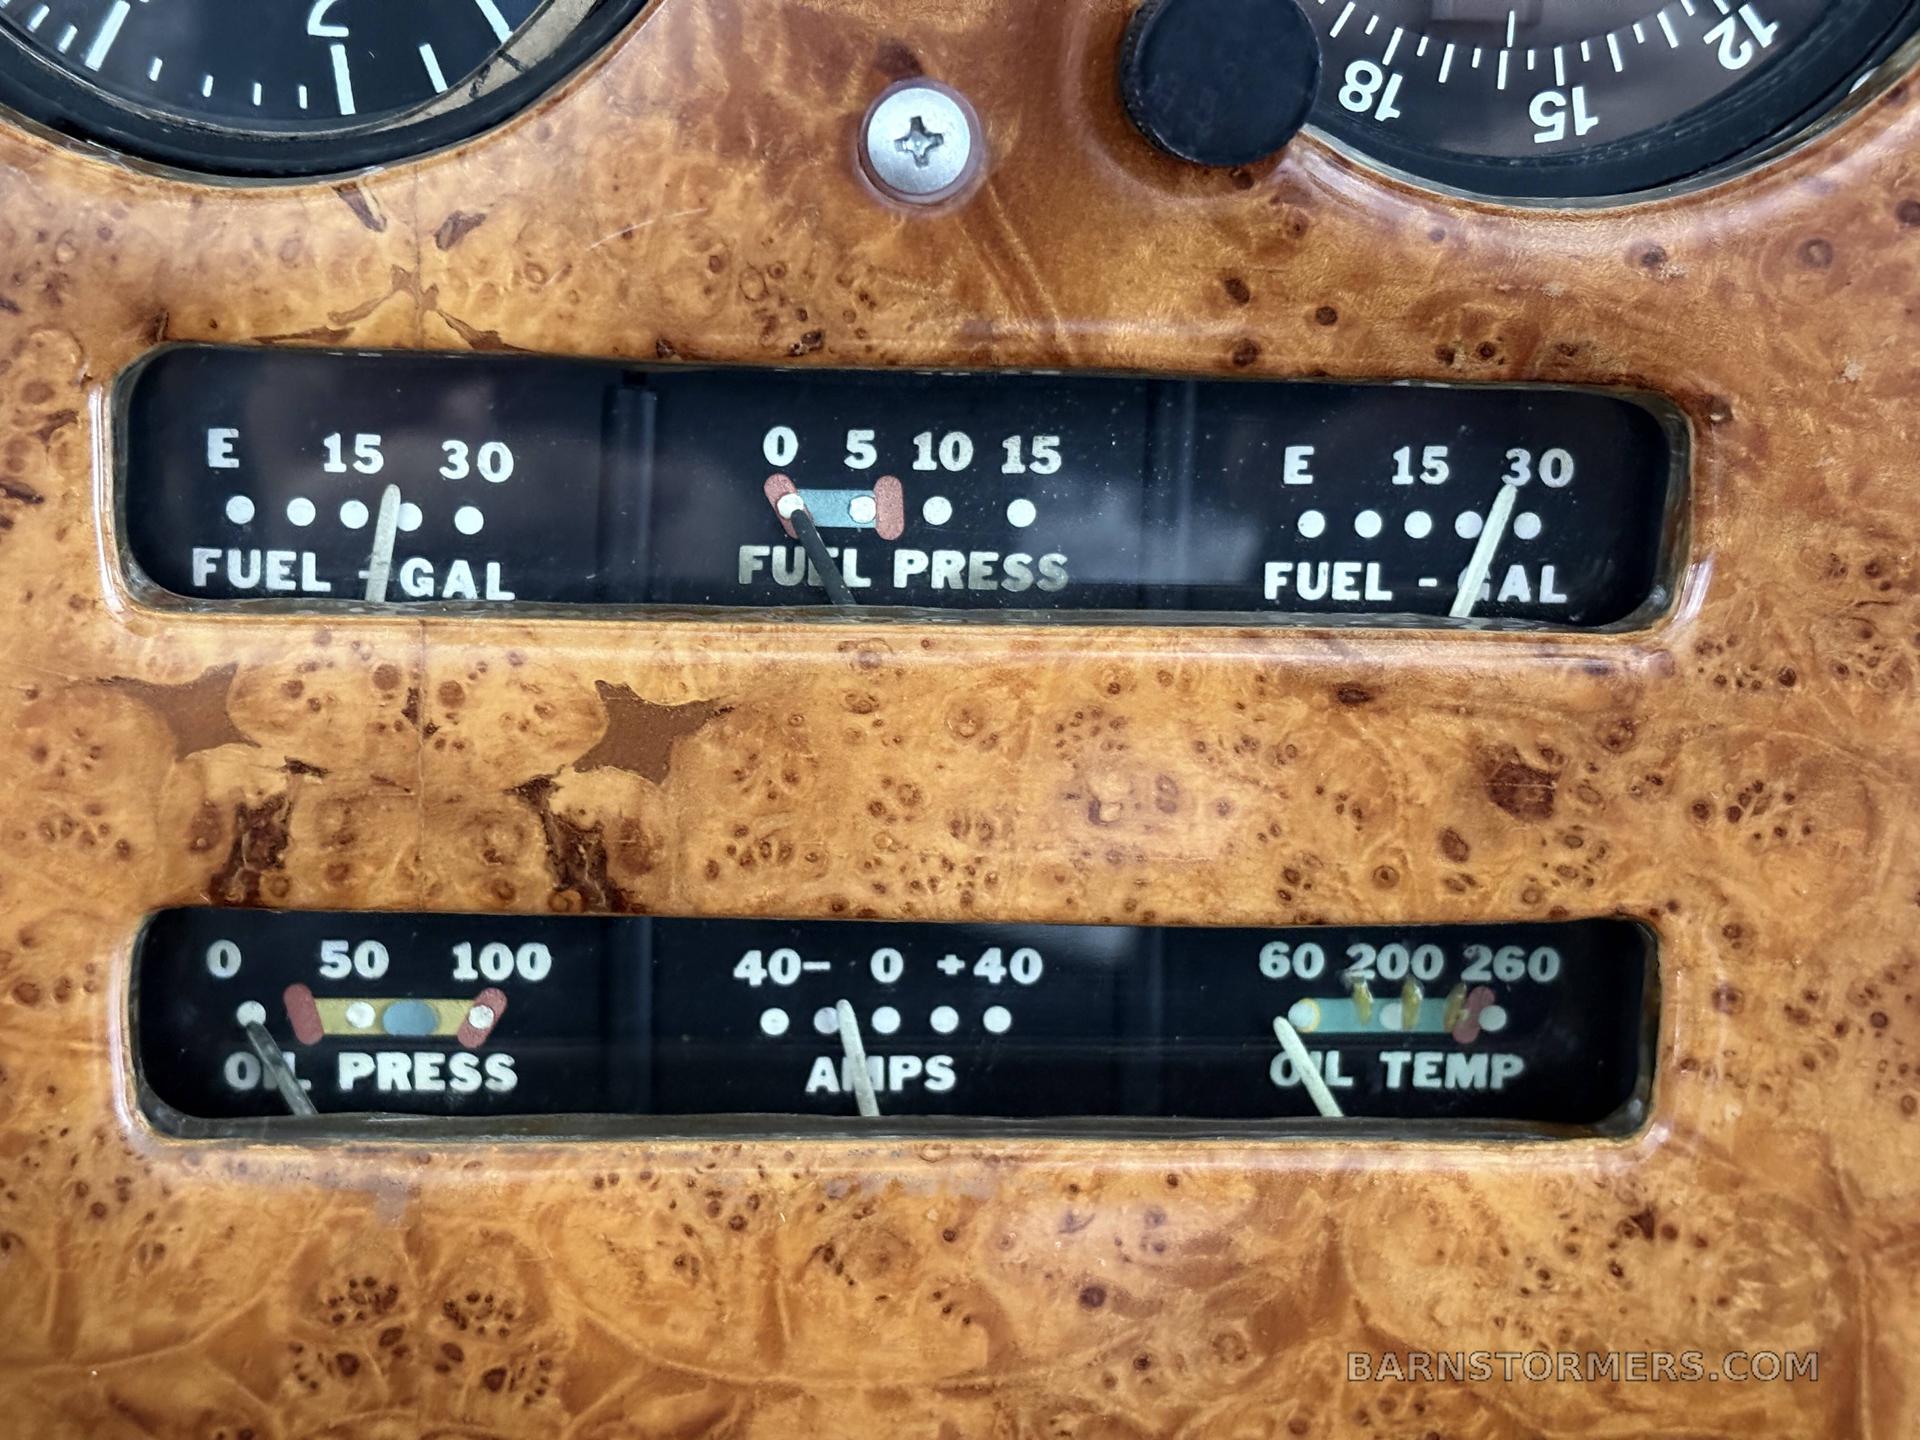 2
18 15 12
E 15 30
FUEL - GAL
0 5 10 15
FUEL PRESS
E 15 30
FUEL - GAL
0 50 100
OIL PRESS
40- 0 +40
AMPS
60 200 260
OIL TEMP
BARNSTORMERS.COM